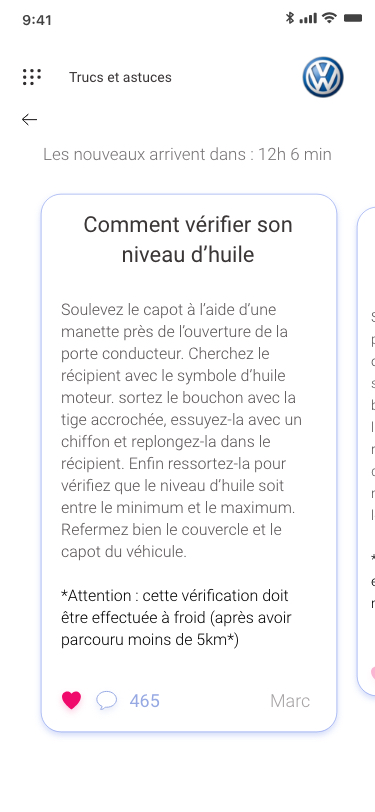 9:41
Trucs et astuces
Les nouveaux arrivent dans : 12h 6 min
Comment vérifier son
niveau d’huile
Soulevez le capot à l’aide d’une
manette près de l’ouverture de la
porte conducteur. Cherchez le
récipient avec le symbole d’huile
moteur. sortez le bouchon avec la
tige accrochée, essuyez-la avec un
chiffon et replongez-la dans le
récipient. Enfin ressortez-la pour
vérifiez que le niveau d’huile soit
entre le minimum et le maximum.
Refermez bien le couvercle et le
capot du véhicule.
*Attention : cette vérification doit
être effectuée à froid (après avoir
parcouru moins de 5km*)
465
Marc